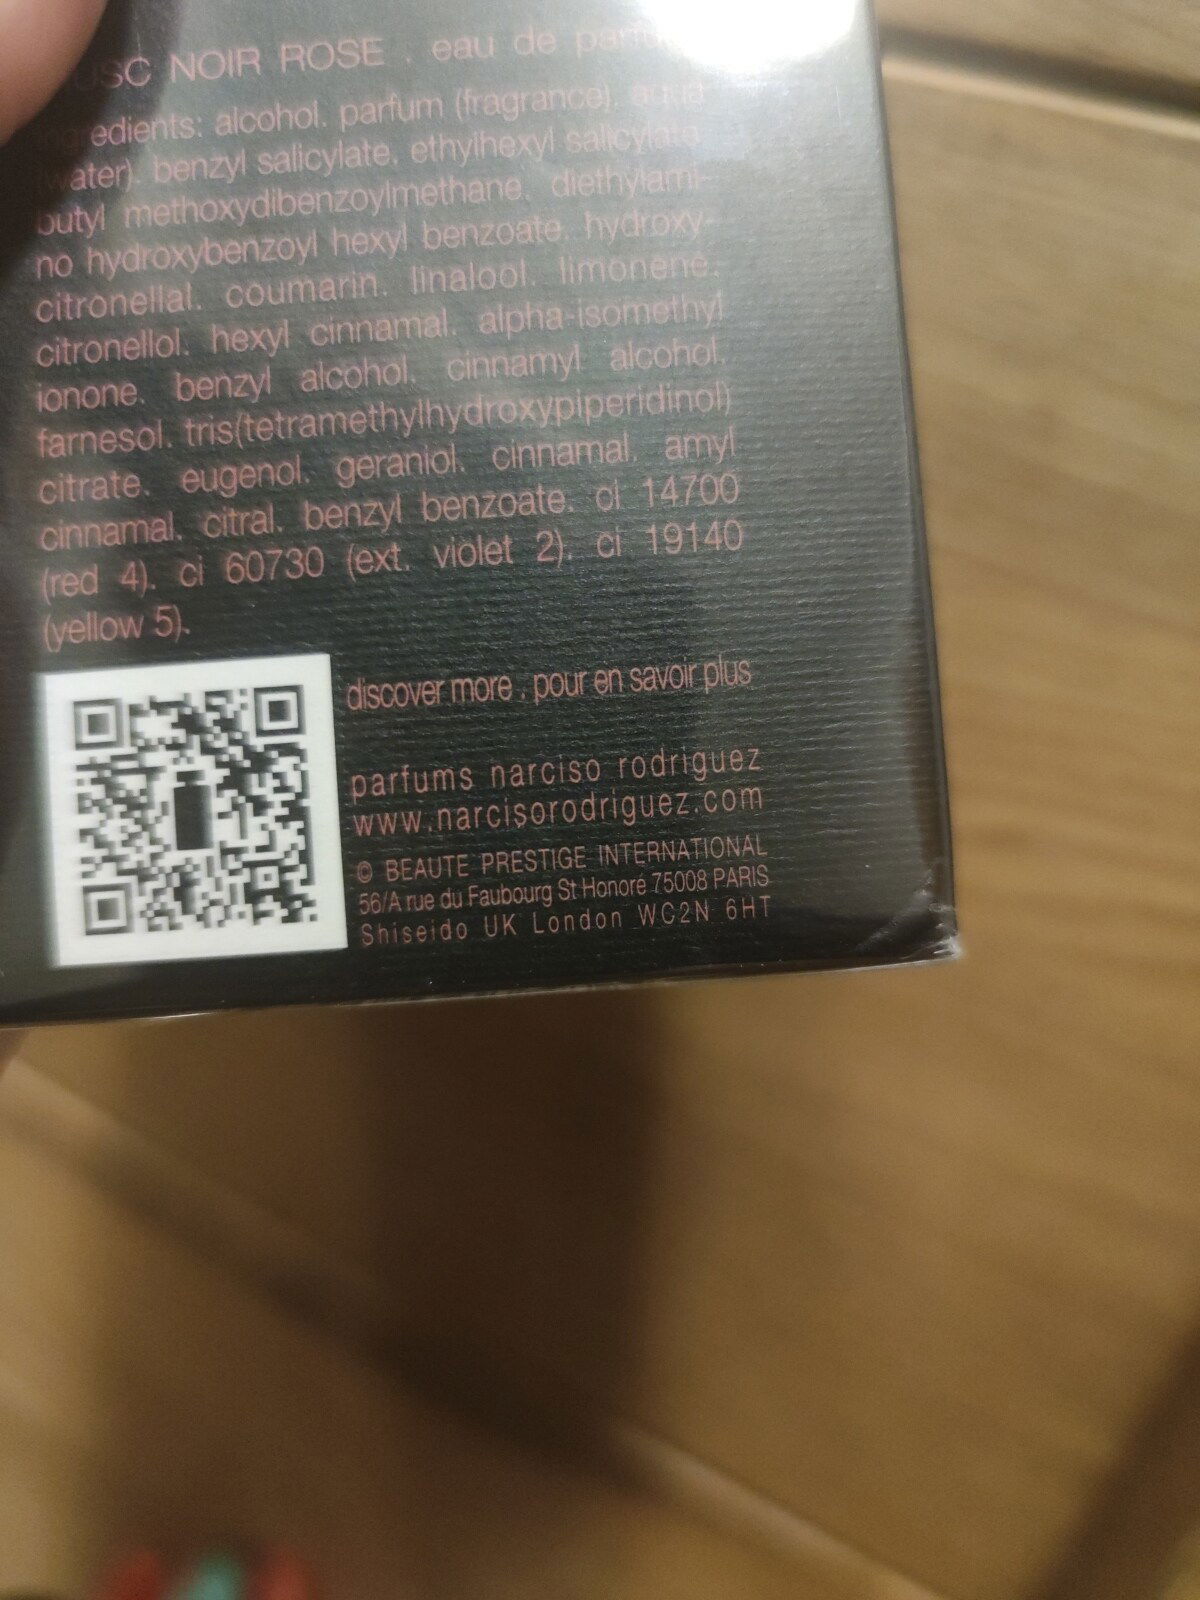 MUSC NOIR ROSE . eau de parfum
ingredients: alcohol. parfum (fragrance). aqua
(water). benzyl salicylate. ethylhexyl salicylate.
butyl methoxydibenzoylmethane. diethylami-
no hydroxybenzoyl hexyl benzoate. hydroxy-
citronellal. coumarin. linalool. limonene.
citronellol. hexyl cinnamal. alpha-isomethyl
ionone. benzyl alcohol. cinnamyl alcohol.
farnesol. tris(tetramethylhydroxypiperidinol)
citrate. eugenol. geraniol. cinnamal. amyl
cinnamal. citral. benzyl benzoate. ci 14700
(red 4). ci 60730 (ext. violet 2). ci 19140
(yellow 5).
discover more . pour en savoir plus
parfums narciso rodriguez
www.narcisorodriguez.com
© BEAUTE PRESTIGE INTERNATIONAL
56/A rue du Faubourg St Honoré 75008 PARIS
Shiseido UK London WC2N 6HT